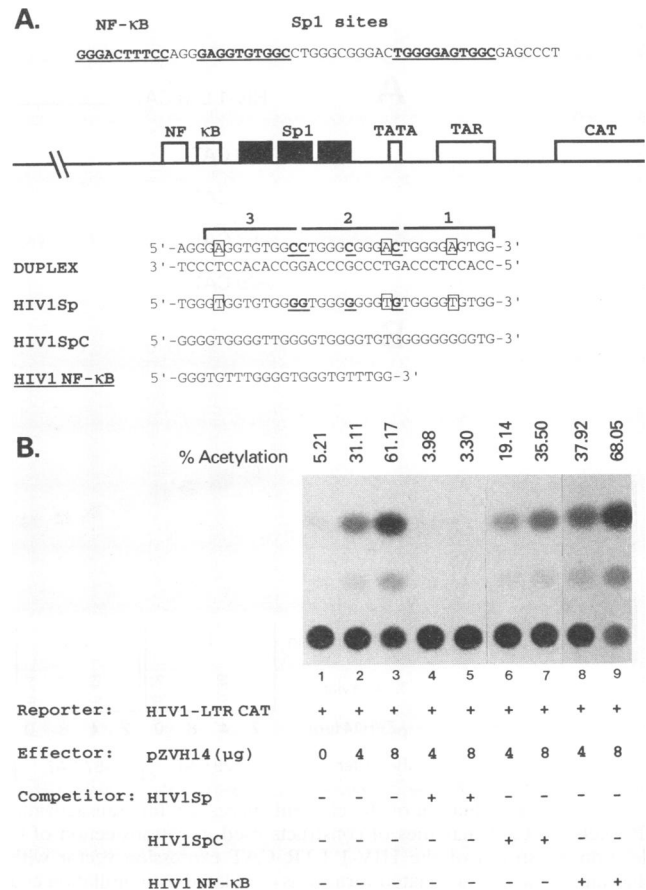 A.
NF-κB Sp1 sites
GGGACTTTCCAGGGAGGTGTGGCCTGGGCGGGACTGGGGAGTGGCGAGCCCT
NF κB Sp1 TATA TAR CAT
3 2 1
5'-AGGGAGGTGTGGCCTGGGCGGGACTGGGGAGTGG-3'
DUPLEX 3'-TCCCTCCACACCGGACCCGCCCTGACCCTCCACC-5'
HIV1Sp 5'-TGGGTGGTGTGGGGTGGGGGGGTGTGGGGTGTGG-3'
HIV1SpC 5'-GGGGTGGGGTTGGGGTGGGGTGTGGGGGGGGGTG-3'
HIV1 NF-κB 5'-GGGTGTTTGGGGTGGGTGTTTGG-3'
B.
% Acetylation 5.21 31.11 61.17 3.98 3.30 19.14 35.50 37.92 68.05
1 2 3 4 5 6 7 8 9
Reporter: HIV1-LTR CAT + + + + + + + + +
Effector: pZVH14(μg) 0 4 8 4 8 4 8 4 8
Competitor: HIV1Sp - - - + + - - - -
HIV1SpC - - - - - + + - -
HIV1 NF-κB - - - - - - - + +